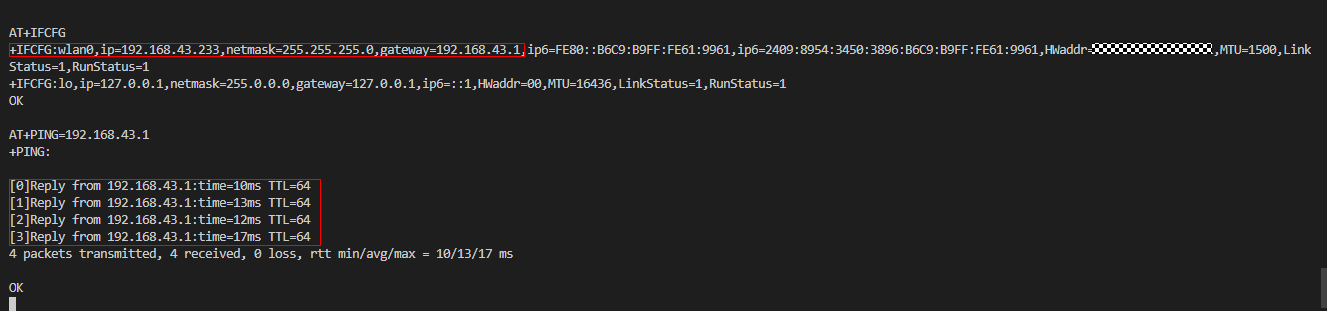 AT+IFCFG
+IFCFG:wlan0,ip=192.168.43.233,netmask=255.255.255.0,gateway=192.168.43.1,ip6=FE80::B6C9:B9FF:FE61:9961,ip6=2409:8954:3450:3896:B6C9:B9FF:FE61:9961,HWaddr= ,MTU=1500,Link
Status=1,RunStatus=1
+IFCFG:lo,ip=127.0.0.1,netmask=255.0.0.0,gateway=127.0.0.1,ip6=::1,HWaddr=00,MTU=16436,LinkStatus=1,RunStatus=1
OK
AT+PING=192.168.43.1
+PING:
[0]Reply from 192.168.43.1:time=10ms TTL=64
[1]Reply from 192.168.43.1:time=13ms TTL=64
[2]Reply from 192.168.43.1:time=12ms TTL=64
[3]Reply from 192.168.43.1:time=17ms TTL=64
4 packets transmitted, 4 received, 0 loss, rtt min/avg/max = 10/13/17 ms
OK